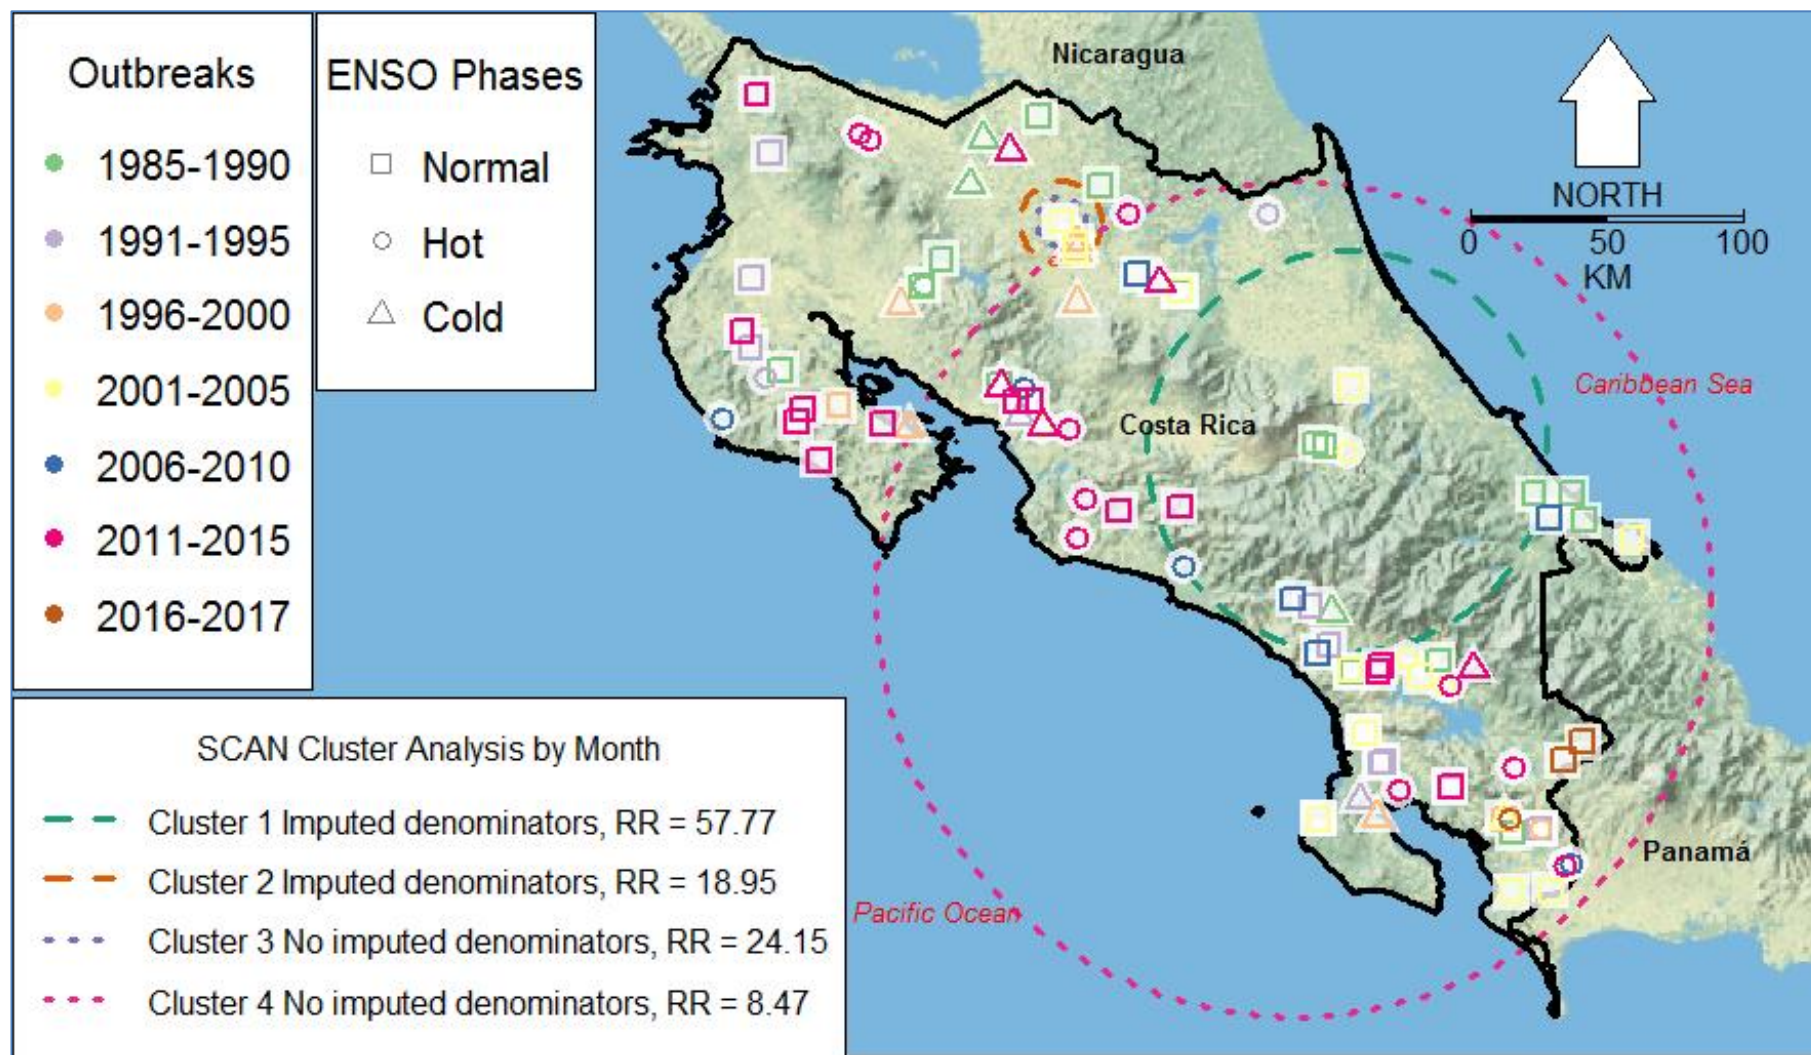 Outbreaks
1985-1990
1991-1995
1996-2000
2001-2005
2006-2010
2011-2015
2016-2017
ENSO Phases
Normal
Hot
Cold
Nicaragua
NORTH
0 50 100
KM
Caribbean Sea
Costa Rica
Panamá
Pacific Ocean
SCAN Cluster Analysis by Month
Cluster 1 Imputed denominators, RR = 57.77
Cluster 2 Imputed denominators, RR = 18.95
Cluster 3 No imputed denominators, RR = 24.15
Cluster 4 No imputed denominators, RR = 8.47